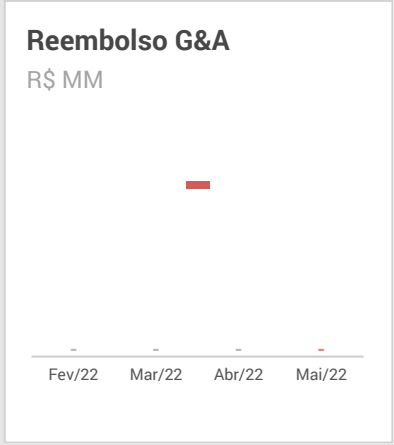 Reembolso G&A
R$ MM
-
- - - -
Fev/22 Mar/22 Abr/22 Mai/22